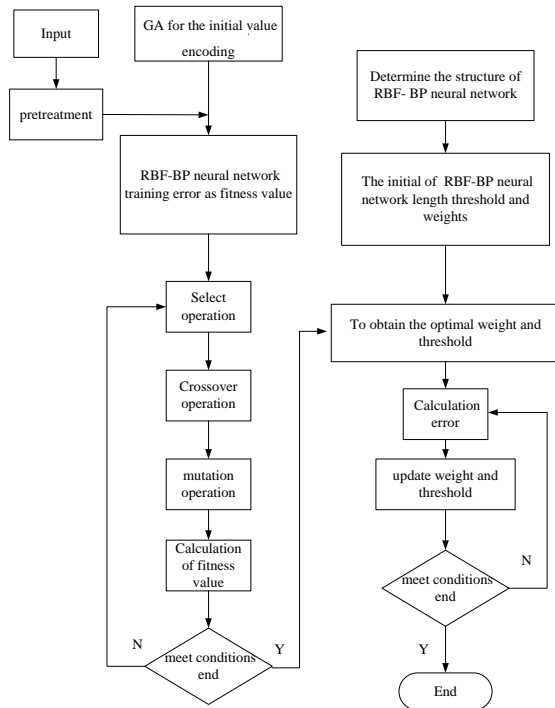 Input
pretreatment
GA for the initial value
encoding
RBF-BP neural network
training error as fitness value
Select
operation
Crossover
operation
mutation
operation
Calculation
of fitness
value
N
Y
meet conditions
end
Determine the structure of
RBF- BP neural network
The initial of RBF-BP neural
network length threshold and
weights
To obtain the optimal weight and
threshold
Calculation
error
update weight and
threshold
N
meet conditions
end
Y
End